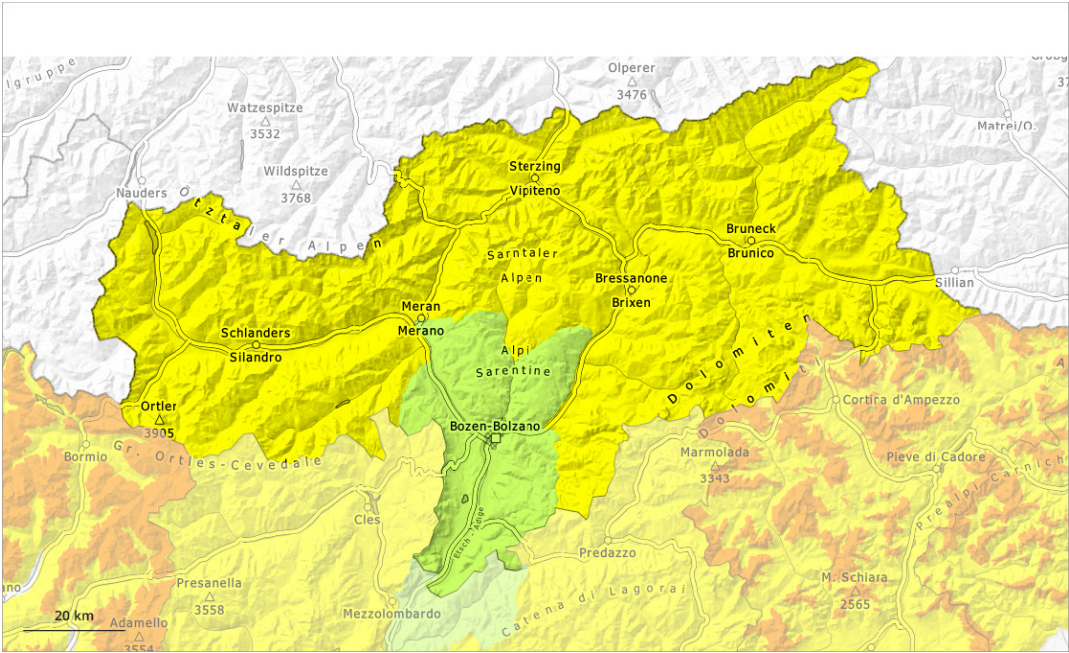 lgruppe
Olperer
3476
Watzespitze
3532
Matrei/O.
Wildspitze
3768
Nauders
Ötztaler Alpen
Sterzing
Vipiteno
Bruneck
Brunico
Sarntaler
Alpen
Bressanone
Brixen
Sillian
Meran
Merano
Schlanders
Silandro
Alpi
Sarentine
Dolomiten
Dolomiti
Ortler
3905
Cortina d'Ampezzo
Bozen-Bolzano
Bormio
Gr. Ortles-Cevedale
Marmolada
3343
Pieve di Cadore
Prealpi Carnich
Cles
Etsch - Adige
Predazzo
Presanella
3558
M. Schiara
2565
Mezzolombardo
Catena di Lagorai
20 km
Adamello
3554